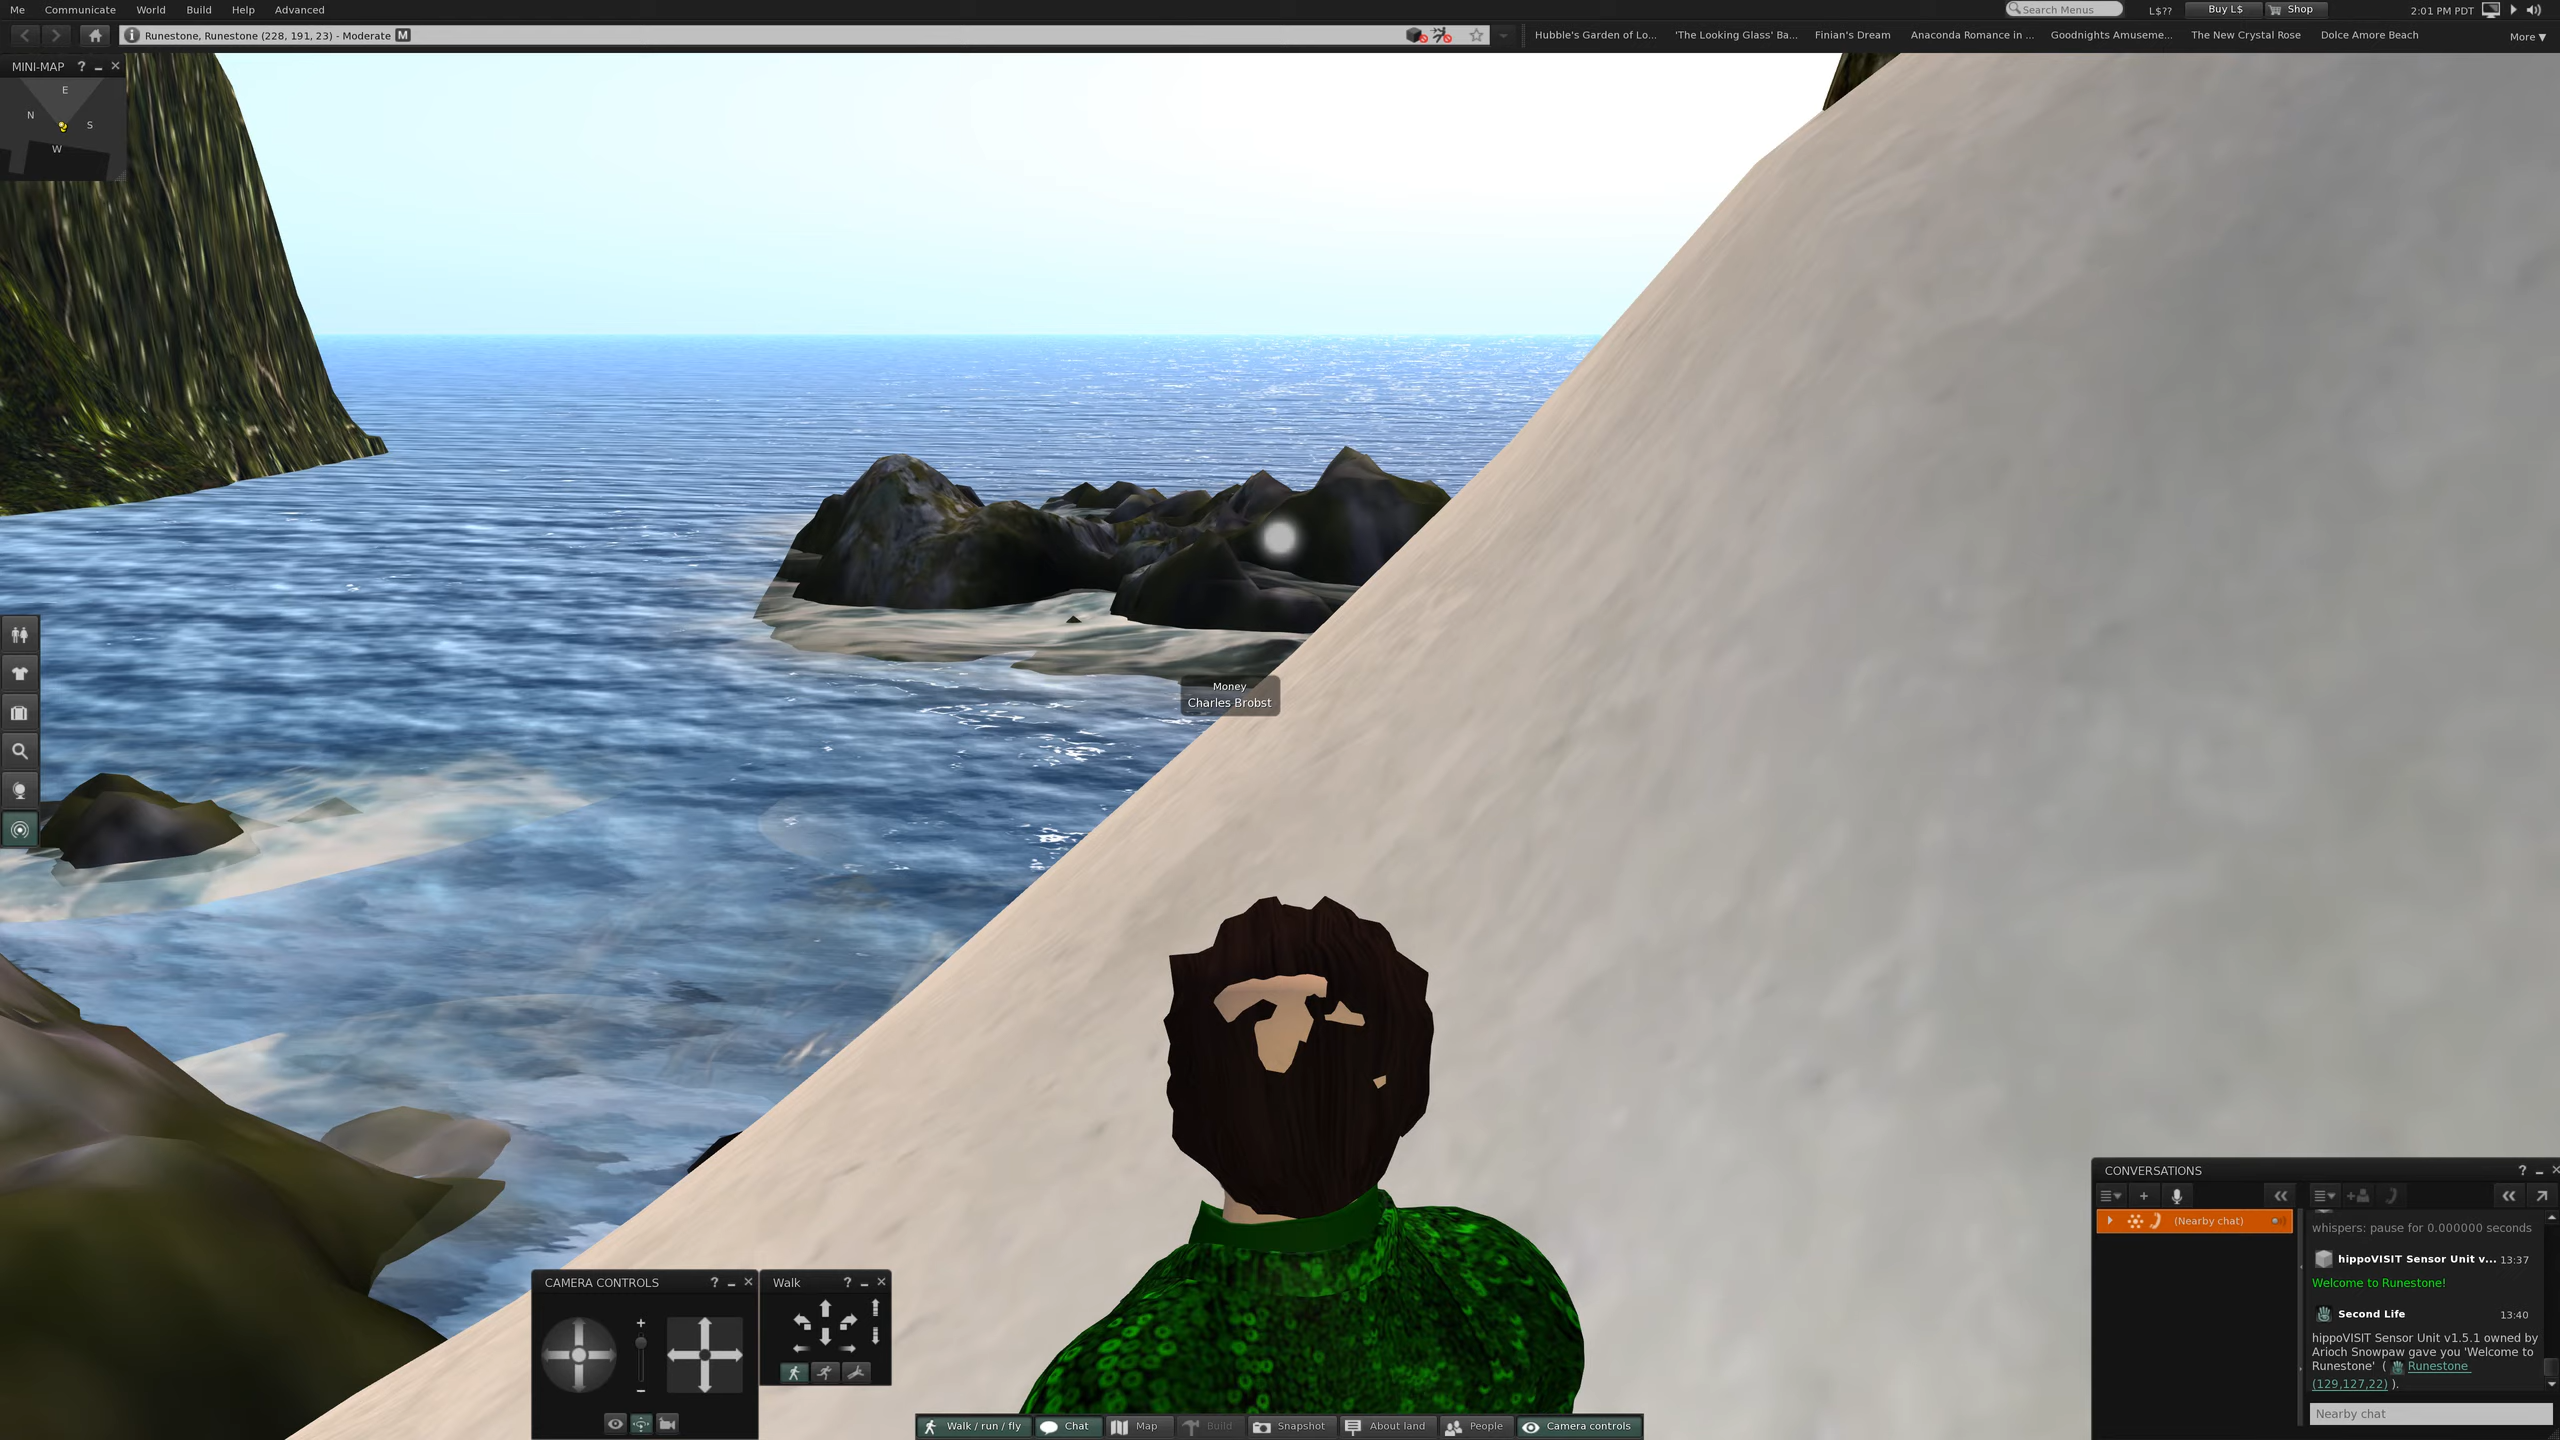 Me Communicate World Build Help Advanced
Search Menus L$?? Buy L$ Shop 2:01 PM PDT
Runestone, Runestone (228, 191, 23) - Moderate M
Hubble's Garden of Lo... 'The Looking Glass' Ba... Finian's Dream Anaconda Romance in ... Goodnights Amuseme... The New Crystal Rose Dolce Amore Beach More ▼
MINI-MAP ?
E
N
S
W
Money
Charles Brobst
CONVERSATIONS ?
(Nearby chat)
whispers: pause for 0.000000 seconds
hippoVISIT Sensor Unit v... 13:37
Welcome to Runestone!
Second Life 13:40
hippoVISIT Sensor Unit v1.5.1 owned by
Arioch Snowpaw gave you 'Welcome to
Runestone' ( Runestone
(129,127,22) ).
Nearby chat
CAMERA CONTROLS ?
Walk ?
Walk / run / fly Chat Map Build Snapshot About land People Camera controls